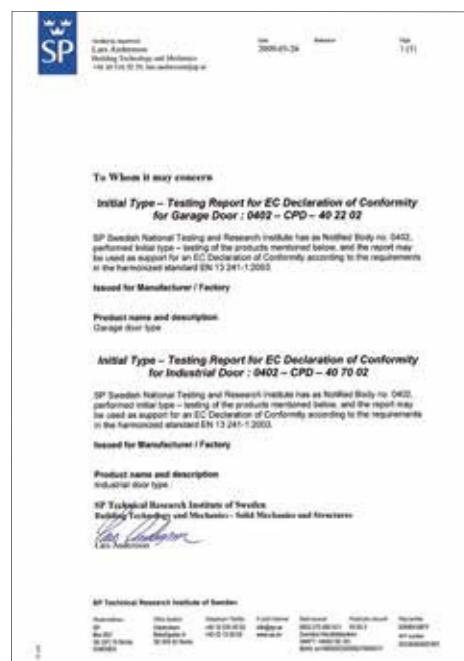 SP
Lars Andersson
Building Technology and Mechanics
1 (1)
To Whom it may concern
Initial Type – Testing Report for EC Declaration of Conformity
for Garage Door : 0402 – CPD – 40 22 02
SP Swedish National Testing and Research Institute has as Notified Body no. 0402,
performed initial type – testing of the products mentioned below, and the report may
be used as support for an EC Declaration of Conformity according to the requirements
in the harmonized standard EN 13 241-1:2003.
Issued for Manufacturer / Factory
Product name and description
Garage door type
Initial Type – Testing Report for EC Declaration of Conformity
for Industrial Door : 0402 – CPD – 40 70 02
SP Swedish National Testing and Research Institute has as Notified Body no. 0402,
performed initial type – testing of the products mentioned below, and the report may
be used as support for an EC Declaration of Conformity according to the requirements
in the harmonized standard EN 13 241-1:2003.
Issued for Manufacturer / Factory
Product name and description
Industrial door type :
SP Technical Research Institute of Sweden
Building Technology and Mechanics - Solid Mechanics and Structures
Lars Andersson
SP Technical Research Institute of Sweden